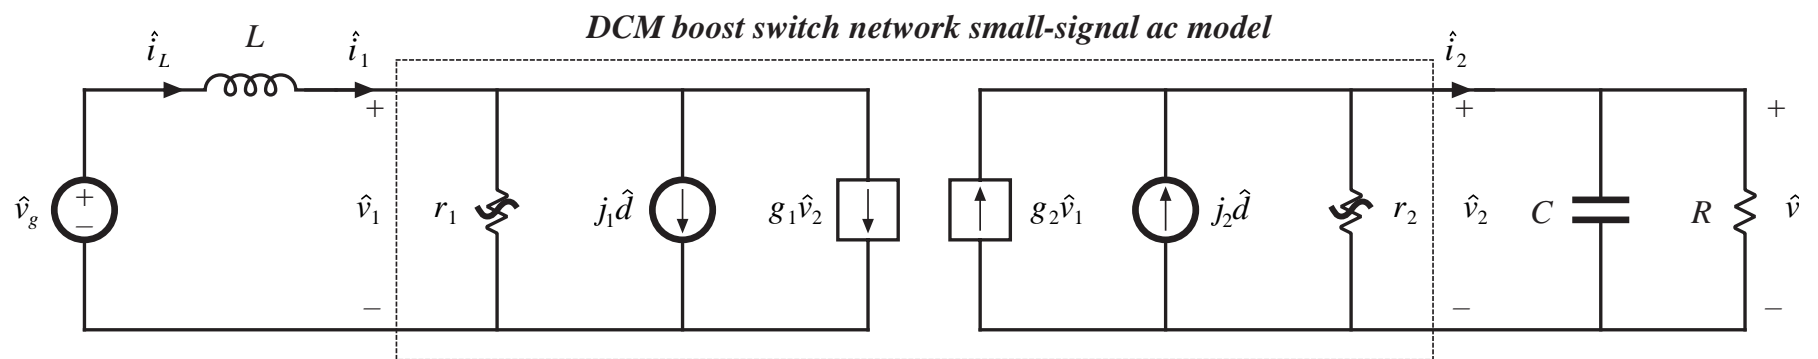 DCM boost switch network small-signal ac model
î_L L î_1 î_2
+ + +
v̂_g + − v̂_1 r_1 j_1d̂ g_1v̂_2 g_2v̂_1 j_2d̂ r_2 v̂_2 C R v̂
− − −